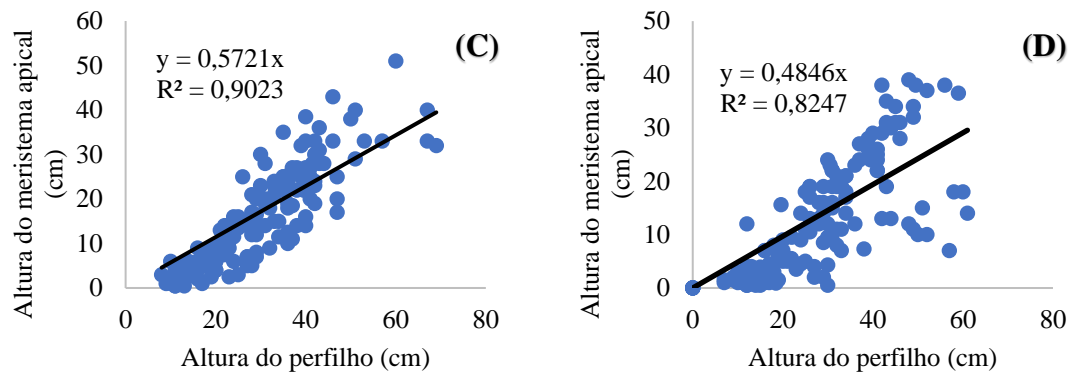 60
50
40
30
20
10
0
Altura do meristema apical
(cm)
y = 0,5721x
R² = 0,9023
(C)
0 20 40 60 80
Altura do perfilho (cm)
50
40
30
20
10
0
Altura do meristema apical
(cm)
y = 0,4846x
R² = 0,8247
(D)
0 20 40 60 80
Altura do perfilho (cm)